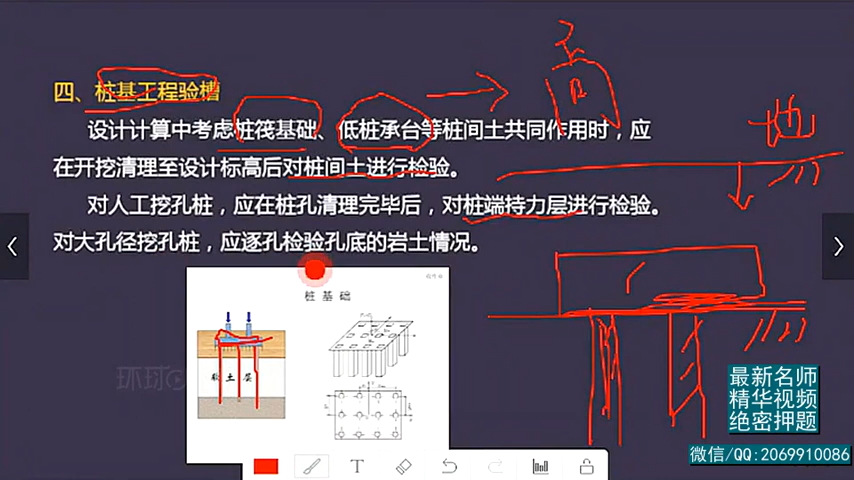 四、桩基工程验槽
设计计算中考虑桩筏基础、低桩承台等桩间土共同作用时，应
在开挖清理至设计标高后对桩间土进行检验。
对人工挖孔桩，应在桩孔清理完毕后，对桩端持力层进行检验。
对大孔径挖孔桩，应逐孔检验孔底的岩土情况。
高
地
桩 基 础
软 土 层
环球
最新名师
精华视频
绝密押题
微信/QQ:2069910086
T